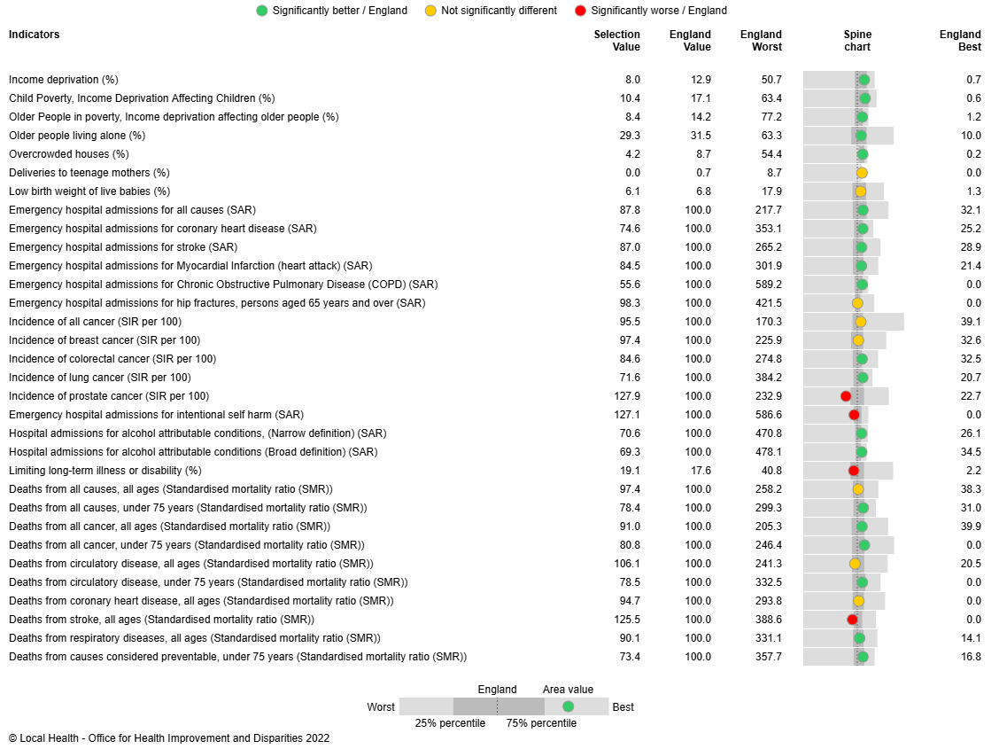 Significantly better / England Not significantly different Significantly worse / England
Indicators Selection Value England Value England Worst Spine chart England Best
Income deprivation (%) 8.0 12.9 50.7 0.7
Child Poverty, Income Deprivation Affecting Children (%) 10.4 17.1 63.4 0.6
Older People in poverty, Income deprivation affecting older people (%) 8.4 14.2 77.2 1.2
Older people living alone (%) 29.3 31.5 63.3 10.0
Overcrowded houses (%) 4.2 8.7 54.4 0.2
Deliveries to teenage mothers (%) 0.0 0.7 8.7 0.0
Low birth weight of live babies (%) 6.1 6.8 17.9 1.3
Emergency hospital admissions for all causes (SAR) 87.8 100.0 217.7 32.1
Emergency hospital admissions for coronary heart disease (SAR) 74.6 100.0 353.1 25.2
Emergency hospital admissions for stroke (SAR) 87.0 100.0 265.2 28.9
Emergency hospital admissions for Myocardial Infarction (heart attack) (SAR) 84.5 100.0 301.9 21.4
Emergency hospital admissions for Chronic Obstructive Pulmonary Disease (COPD) (SAR) 55.6 100.0 589.2 0.0
Emergency hospital admissions for hip fractures, persons aged 65 years and over (SAR) 98.3 100.0 421.5 0.0
Incidence of all cancer (SIR per 100) 95.5 100.0 170.3 39.1
Incidence of breast cancer (SIR per 100) 97.4 100.0 225.9 32.6
Incidence of colorectal cancer (SIR per 100) 84.6 100.0 274.8 32.5
Incidence of lung cancer (SIR per 100) 71.6 100.0 384.2 20.7
Incidence of prostate cancer (SIR per 100) 127.9 100.0 232.9 22.7
Emergency hospital admissions for intentional self harm (SAR) 127.1 100.0 586.6 0.0
Hospital admissions for alcohol attributable conditions, (Narrow definition) (SAR) 70.6 100.0 470.8 26.1
Hospital admissions for alcohol attributable conditions (Broad definition) (SAR) 69.3 100.0 478.1 34.5
Limiting long-term illness or disability (%) 19.1 17.6 40.8 2.2
Deaths from all causes, all ages (Standardised mortality ratio (SMR)) 97.4 100.0 258.2 38.3
Deaths from all causes, under 75 years (Standardised mortality ratio (SMR)) 78.4 100.0 299.3 31.0
Deaths from all cancer, all ages (Standardised mortality ratio (SMR)) 91.0 100.0 205.3 39.9
Deaths from all cancer, under 75 years (Standardised mortality ratio (SMR)) 80.8 100.0 246.4 0.0
Deaths from circulatory disease, all ages (Standardised mortality ratio (SMR)) 106.1 100.0 241.3 20.5
Deaths from circulatory disease, under 75 years (Standardised mortality ratio (SMR)) 78.5 100.0 332.5 0.0
Deaths from coronary heart disease, all ages (Standardised mortality ratio (SMR)) 94.7 100.0 293.8 0.0
Deaths from stroke, all ages (Standardised mortality ratio (SMR)) 125.5 100.0 388.6 0.0
Deaths from respiratory diseases, all ages (Standardised mortality ratio (SMR)) 90.1 100.0 331.1 14.1
Deaths from causes considered preventable, under 75 years (Standardised mortality ratio (SMR)) 73.4 100.0 357.7 16.8
England Area value
Worst Best
25% percentile 75% percentile
© Local Health - Office for Health Improvement and Disparities 2022